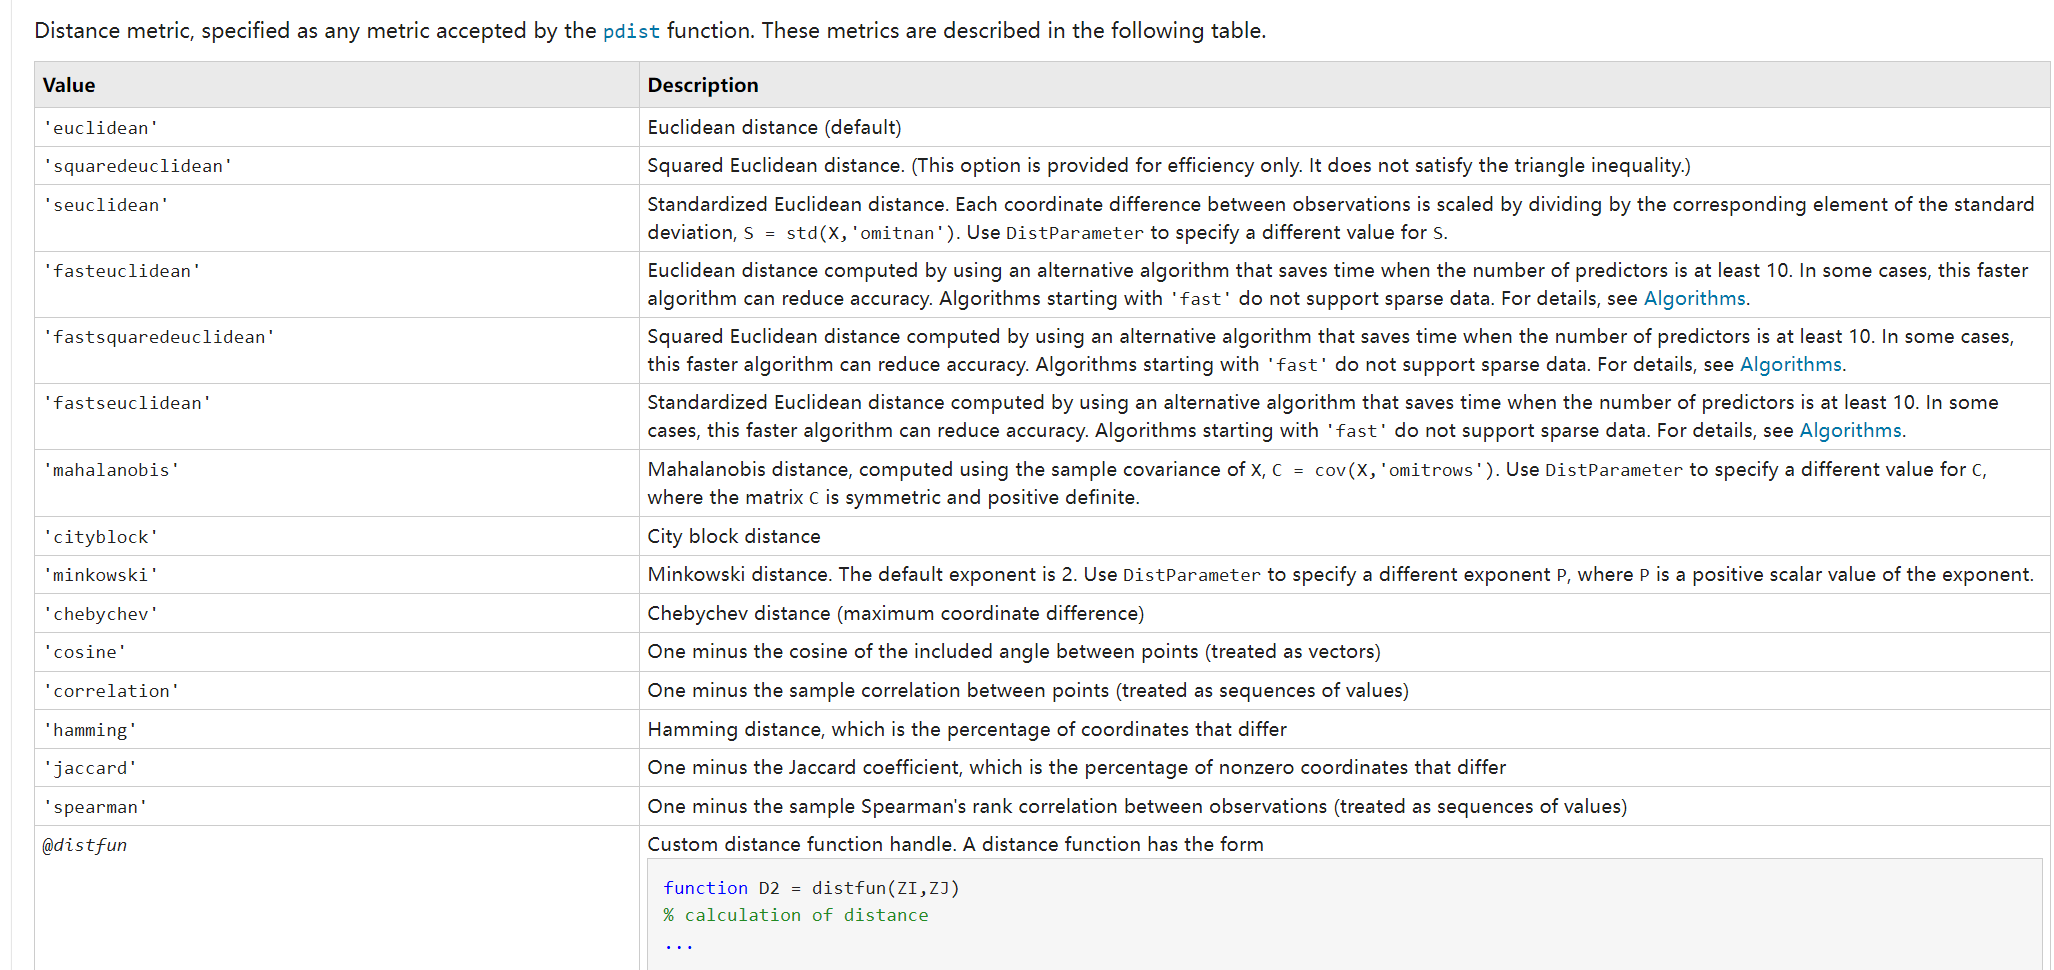 Distance metric, specified as any metric accepted by the pdist function. These metrics are described in the following table.
Value
Description
'euclidean'
Euclidean distance (default)
'squaredeuclidean'
Squared Euclidean distance. (This option is provided for efficiency only. It does not satisfy the triangle inequality.)
'seuclidean'
Standardized Euclidean distance. Each coordinate difference between observations is scaled by dividing by the corresponding element of the standard
deviation, S = std(X,'omitnan'). Use DistParameter to specify a different value for S.
'fasteuclidean'
Euclidean distance computed by using an alternative algorithm that saves time when the number of predictors is at least 10. In some cases, this faster
algorithm can reduce accuracy. Algorithms starting with 'fast' do not support sparse data. For details, see Algorithms.
'fastsquaredeuclidean'
Squared Euclidean distance computed by using an alternative algorithm that saves time when the number of predictors is at least 10. In some cases,
this faster algorithm can reduce accuracy. Algorithms starting with 'fast' do not support sparse data. For details, see Algorithms.
'fastseuclidean'
Standardized Euclidean distance computed by using an alternative algorithm that saves time when the number of predictors is at least 10. In some
cases, this faster algorithm can reduce accuracy. Algorithms starting with 'fast' do not support sparse data. For details, see Algorithms.
'mahalanobis'
Mahalanobis distance, computed using the sample covariance of X, C = cov(X,'omitrows'). Use DistParameter to specify a different value for C,
where the matrix C is symmetric and positive definite.
'cityblock'
City block distance
'minkowski'
Minkowski distance. The default exponent is 2. Use DistParameter to specify a different exponent P, where P is a positive scalar value of the exponent.
'chebychev'
Chebychev distance (maximum coordinate difference)
'cosine'
One minus the cosine of the included angle between points (treated as vectors)
'correlation'
One minus the sample correlation between points (treated as sequences of values)
'hamming'
Hamming distance, which is the percentage of coordinates that differ
'jaccard'
One minus the Jaccard coefficient, which is the percentage of nonzero coordinates that differ
'spearman'
One minus the sample Spearman's rank correlation between observations (treated as sequences of values)
@distfun
Custom distance function handle. A distance function has the form
function D2 = distfun(ZI,ZJ)
% calculation of distance
...